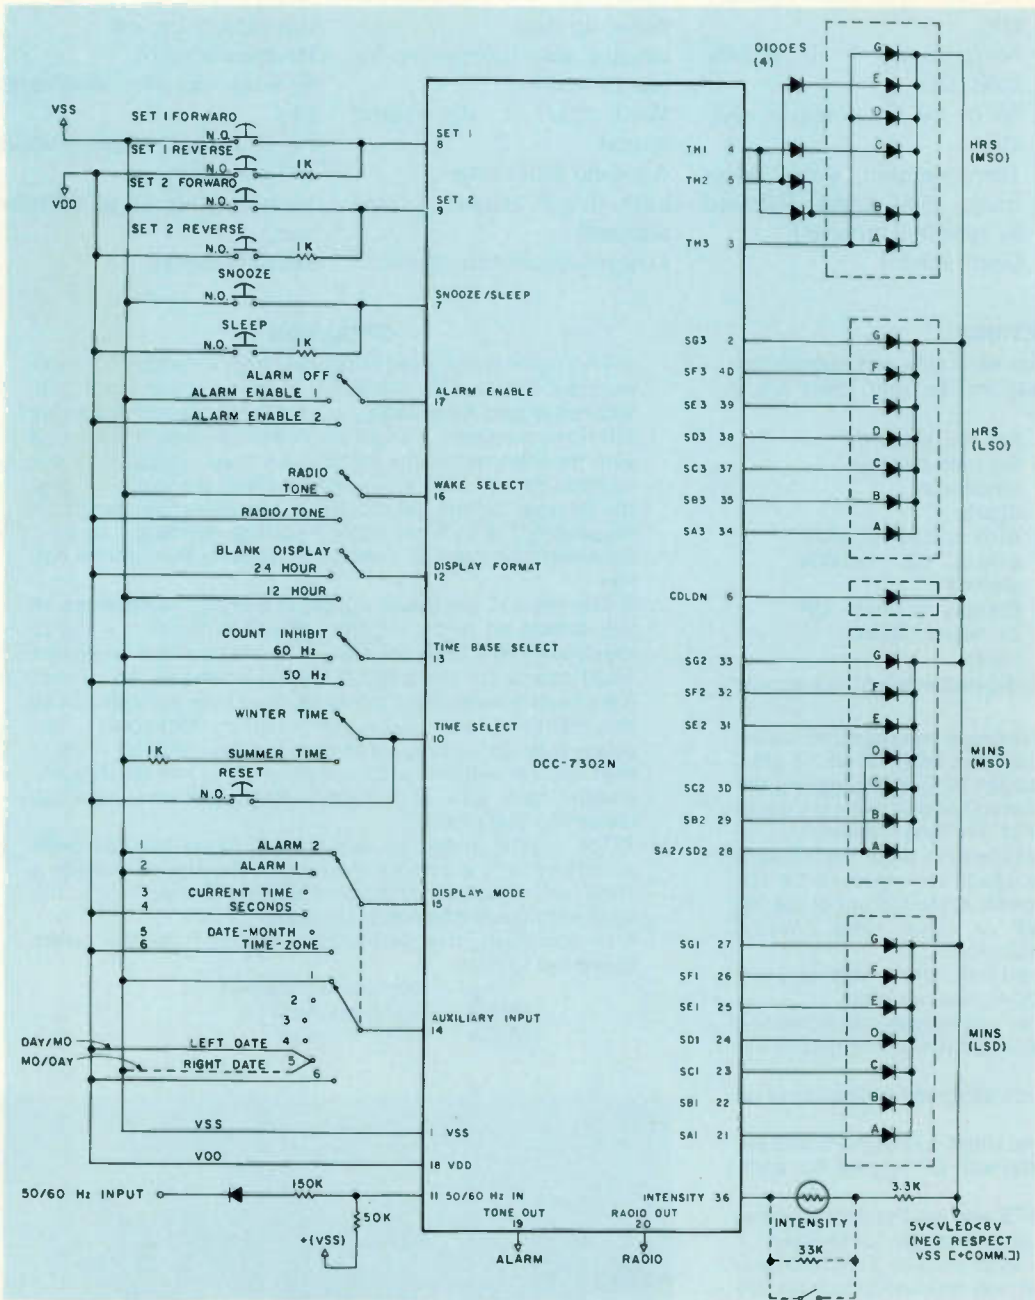 DIODES
(4)
VSS
VDD
SET 1 FORWARD
N.O.
SET 1 REVERSE
N.O.
1K
SET 2 FORWARD
N.O.
SET 2 REVERSE
N.O.
1K
SNOOZE
N.O.
SLEEP
N.O.
1K
ALARM OFF
ALARM ENABLE 1
ALARM ENABLE 2
RADIO
TONE
RADIO/TONE
BLANK DISPLAY
24 HOUR
12 HOUR
COUNT INHIBIT
60 Hz
50 Hz
WINTER TIME
1K
SUMMER TIME
RESET
N.O.
1 ALARM 2
2 ALARM 1
3 CURRENT TIME
4 SECONDS
5 DATE-MONTH
6 TIME-ZONE
1
2
3
4
DAY/MO
LEFT DATE
MO/DAY
RIGHT DATE
5
6
VSS
VDD
50/60 Hz INPUT
150K
50K
+(VSS)
SET 1
8
SET 2
9
SNOOZE/SLEEP
7
ALARM ENABLE
17
WAKE SELECT
16
DISPLAY FORMAT
12
TIME BASE SELECT
13
TIME SELECT
10
DCC-7302N
DISPLAY MODE
15
AUXILIARY INPUT
14
1 VSS
18 VDD
11 50/60 Hz IN
TONE OUT
19
RADIO OUT
20
ALARM
RADIO
TH1 4
TH2 5
TH3 3
G
E
D
C
B
A
HRS
(MSD)
SG3 2
SF3 40
SE3 39
SD3 38
SC3 37
SB3 35
SA3 34
G
F
E
D
C
B
A
HRS
(LSD)
COLON 6
SG2 33
SF2 32
SE2 31
SC2 30
SB2 29
SA2/SD2 28
G
F
E
D
C
B
A
MINS
(MSD)
SG1 27
SF1 26
SE1 25
SD1 24
SC1 23
SB1 22
SA1 21
G
F
E
D
C
B
A
MINS
(LSD)
INTENSITY 36
INTENSITY
33K
3.3K
5V<VLED<8V
(NEG RESPECT
VSS [+COMM.])